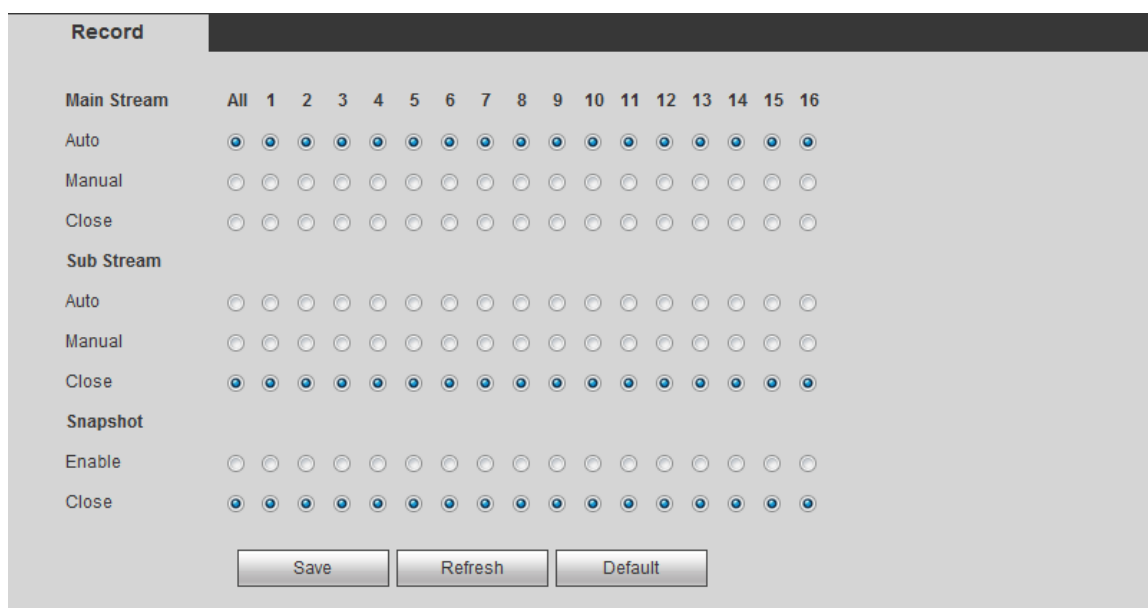 Record
Main Stream All 1 2 3 4 5 6 7 8 9 10 11 12 13 14 15 16
Auto
Manual
Close
Sub Stream
Auto
Manual
Close
Snapshot
Enable
Close
Save Refresh Default